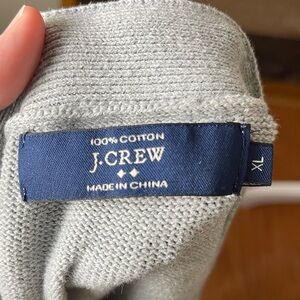 100% COTTON
J.CREW
MADE IN CHINA
XL